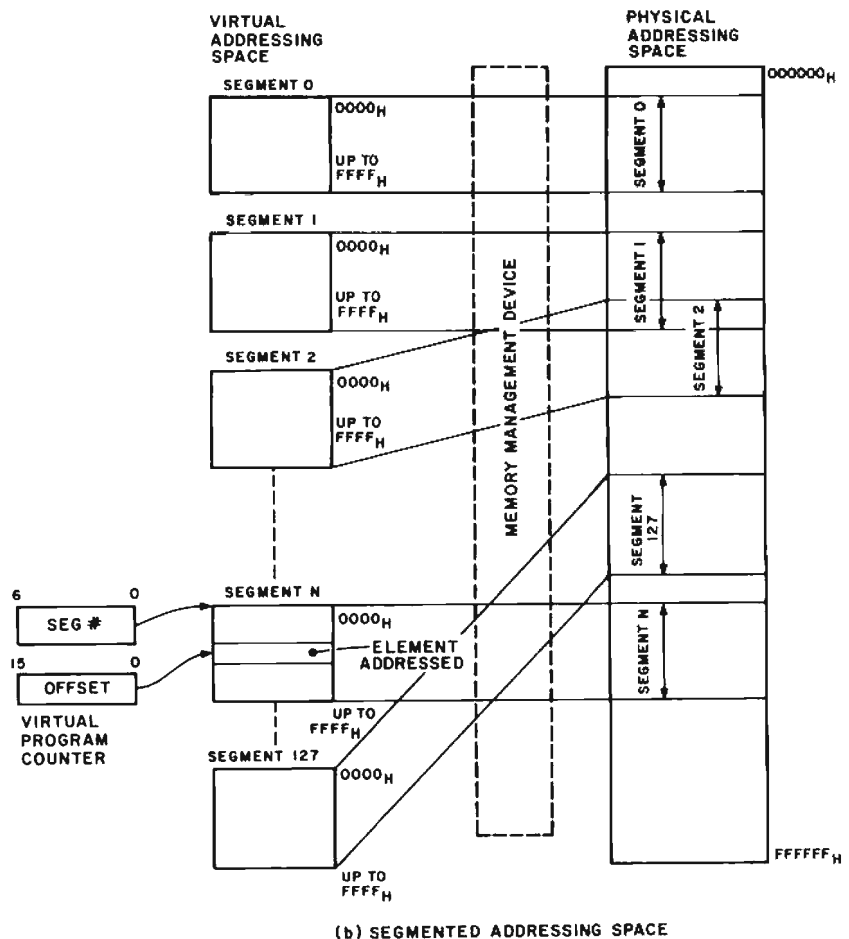 VIRTUAL
ADDRESSING
SPACE
PHYSICAL
ADDRESSING
SPACE
000000H
SEGMENT 0
0000H
UP TO
FFFFH
SEGMENT 0
SEGMENT 1
0000H
UP TO
FFFFH
SEGMENT 1
MEMORY MANAGEMENT DEVICE
SEGMENT 2
0000H
UP TO
FFFFH
SEGMENT 2
SEGMENT
127
SEGMENT N
0000H
ELEMENT
ADDRESSED
UP TO
FFFFH
SEGMENT N
6 0
SEG #
15 0
OFFSET
VIRTUAL
PROGRAM
COUNTER
SEGMENT 127
0000H
UP TO
FFFFH
FFFFFFH
(b) SEGMENTED ADDRESSING SPACE